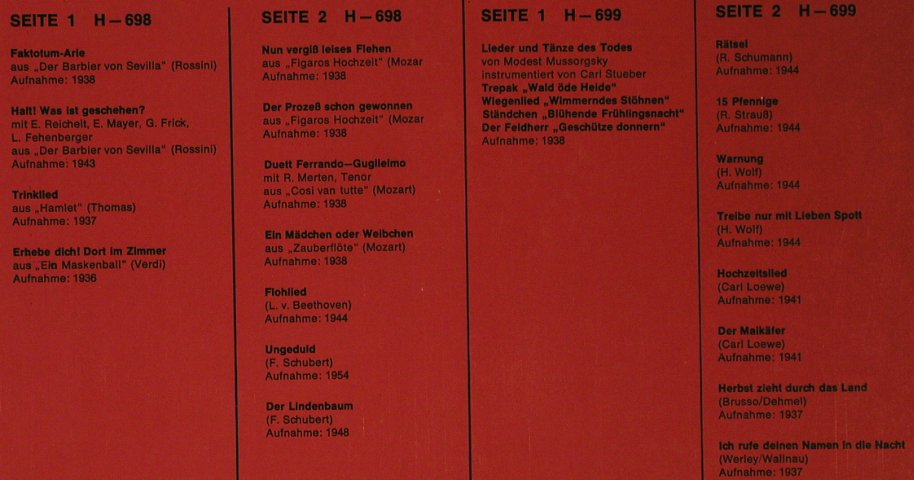 SEITE 1 H—698
Faktotum-Arie
aus „Der Barbier von Sevilla" (Rossini)
Aufnahme: 1938
Halt! Was ist geschehen?
mit E. Reichelt, E. Mayer, G. Frick,
L. Fehenberger
aus „Der Barbier von Sevilla" (Rossini)
Aufnahme: 1943
Trinklied
aus „Hamlet" (Thomas)
Aufnahme: 1937
Erhebe dich! Dort im Zimmer
aus „Ein Maskenball" (Verdi)
Aufnahme: 1936
SEITE 2 H—698
Nun vergiß leises Flehen
aus „Figaros Hochzeit" (Mozar
Aufnahme: 1938
Der Prozeß schon gewonnen
aus „Figaros Hochzeit" (Mozar
Aufnahme: 1938
Duett Ferrando—Guglielmo
mit R. Merten, Tenor
aus „Cosi van tutte" (Mozart)
Aufnahme: 1938
Ein Mädchen oder Weibchen
aus „Zauberflöte" (Mozart)
Aufnahme: 1938
Flohlied
(L. v. Beethoven)
Aufnahme: 1944
Ungeduld
(F. Schubert)
Aufnahme: 1954
Der Lindenbaum
(F. Schubert)
Aufnahme: 1948
SEITE 1 H—699
Lieder und Tänze des Todes
von Modest Mussorgsky
instrumentiert von Carl Stueber
Trepak „Wald öde Heide"
Wiegenlied „Wimmerndes Stöhnen"
Ständchen „Blühende Frühlingsnacht"
Der Feldherr „Geschütze donnern"
Aufnahme: 1938
SEITE 2 H—699
Rätsel
(R. Schumann)
Aufnahme: 1944
15 Pfennige
(R. Strauß)
Aufnahme: 1944
Warnung
(H. Wolf)
Aufnahme: 1944
Treibe nur mit Lieben Spott
(H. Wolf)
Aufnahme: 1944
Hochzeitslied
(Carl Loewe)
Aufnahme: 1941
Der Maikäfer
(Carl Loewe)
Aufnahme: 1941
Herbst zieht durch das Land
(Brusso/Dehmel)
Aufnahme: 1937
Ich rufe deinen Namen in die Nacht
(Werley/Wallnau)
Aufnahme: 1937